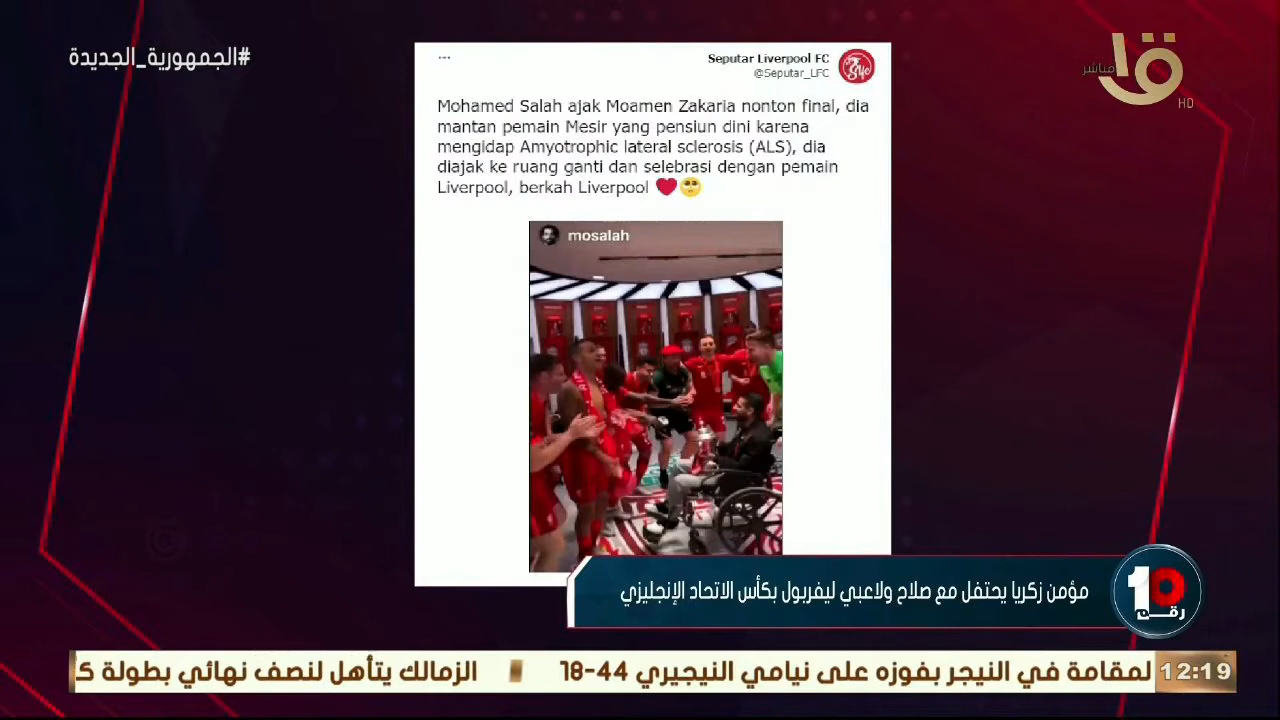 #الجمهورية_الجديدة
مباشر
HD
Seputar Liverpool FC
@Seputar_LFC
Mohamed Salah ajak Moamen Zakaria nonton final, dia
mantan pemain Mesir yang pensiun dini karena
mengidap Amyotrophic lateral sclerosis (ALS), dia
diajak ke ruang ganti dan selebrasi dengan pemain
Liverpool, berkah Liverpool ❤️🥺
mosalah
مؤمن زكريا يحتفل مع صلاح ولاعبي ليفربول بكأس الاتحاد الإنجليزي
رقم 10
12:19
لمقامة في النيجر بفوزه على نيامي النيجيري 44-18 الزمالك يتأهل لنصف نهائي بطولة ك